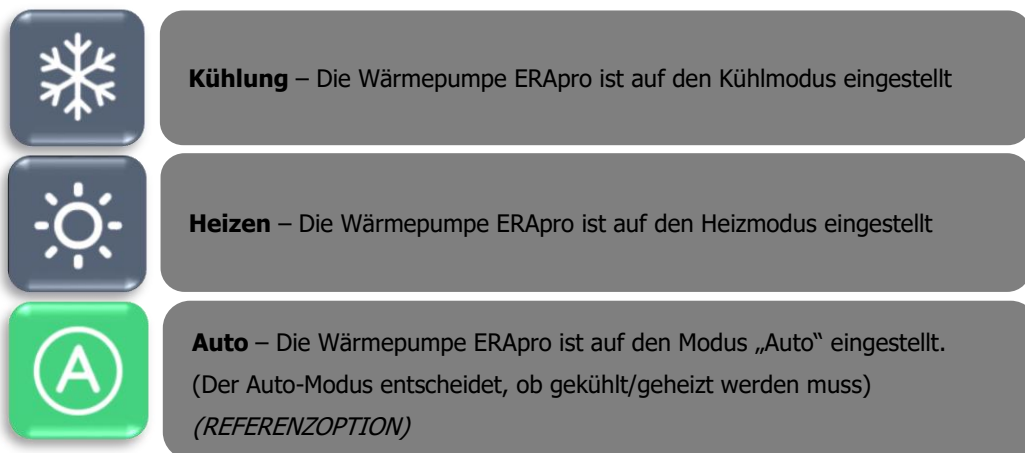 Kühlung – Die Wärmepumpe ERApro ist auf den Kühlmodus eingestellt
Heizen – Die Wärmepumpe ERApro ist auf den Heizmodus eingestellt
A
Auto – Die Wärmepumpe ERApro ist auf den Modus „Auto“ eingestellt.
(Der Auto-Modus entscheidet, ob gekühlt/geheizt werden muss)
(REFERENZOPTION)